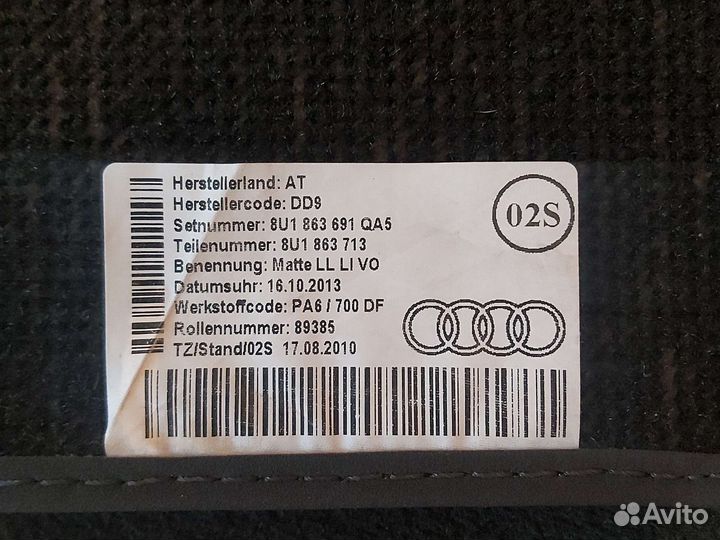 Herstellerland: AT
Herstellercode: DD9
Setnummer: 8U1 863 691 QA5
Teilenummer: 8U1 863 713
Benennung: Matte LL LI VO
Datumsuhr: 16.10.2013
Werkstoffcode: PA6 / 700 DF
Rollennummer: 89385
TZ/Stand/02S 17.08.2010
02S
Avito